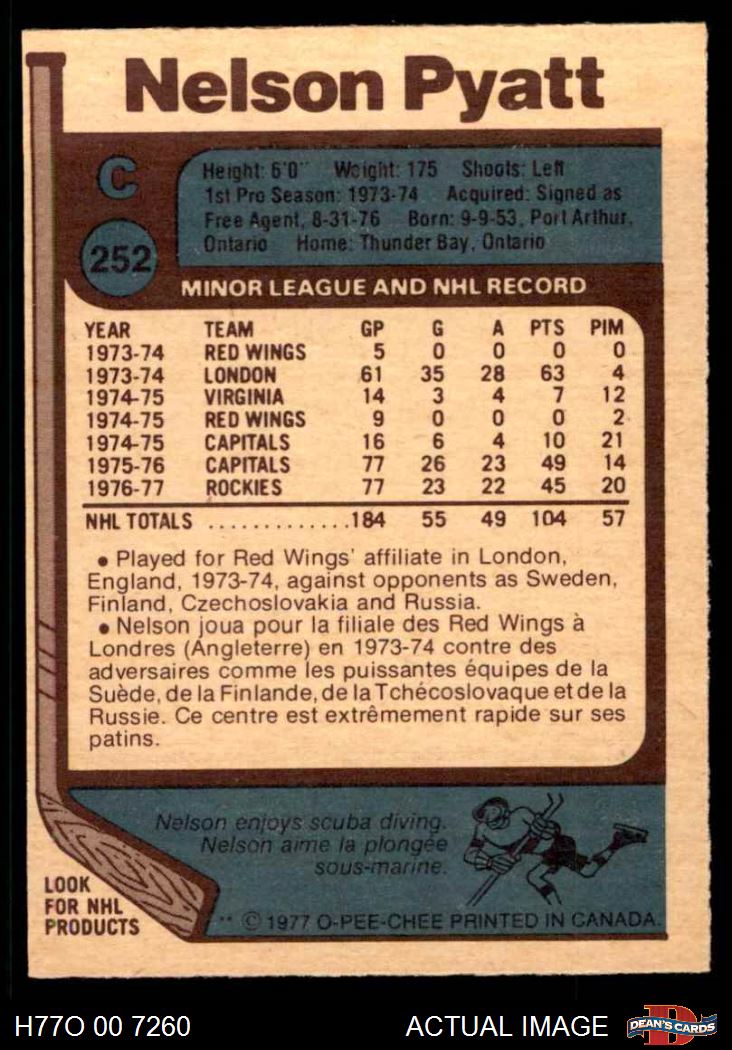 Nelson Pyatt
C
252
Height: 6'0" Weight: 175 Shoots: Left
1st Pro Season: 1973-74 Acquired: Signed as
Free Agent, 8-31-76 Born: 9-9-53, Port Arthur,
Ontario Home: Thunder Bay, Ontario
MINOR LEAGUE AND NHL RECORD
YEAR TEAM GP G A PTS PIM
1973-74 RED WINGS 5 0 0 0 0
1973-74 LONDON 61 35 28 63 4
1974-75 VIRGINIA 14 3 4 7 12
1974-75 RED WINGS 9 0 0 0 2
1974-75 CAPITALS 16 6 4 10 21
1975-76 CAPITALS 77 26 23 49 14
1976-77 ROCKIES 77 23 22 45 20
NHL TOTALS .............184 55 49 104 57
• Played for Red Wings' affiliate in London,
England, 1973-74, against opponents as Sweden,
Finland, Czechoslovakia and Russia.
• Nelson joua pour la filiale des Red Wings à
Londres (Angleterre) en 1973-74 contre des
adversaires comme les puissantes équipes de la
Suède, de la Finlande, de la Tchécoslovaque et de la
Russie. Ce centre est extrêmement rapide sur ses
patins.
Nelson enjoys scuba diving.
Nelson aime la plongée
sous-marine.
LOOK
FOR NHL
PRODUCTS
** © 1977 O-PEE-CHEE PRINTED IN CANADA.
H77O 00 7260
ACTUAL IMAGE
D
DEAN'S CARDS